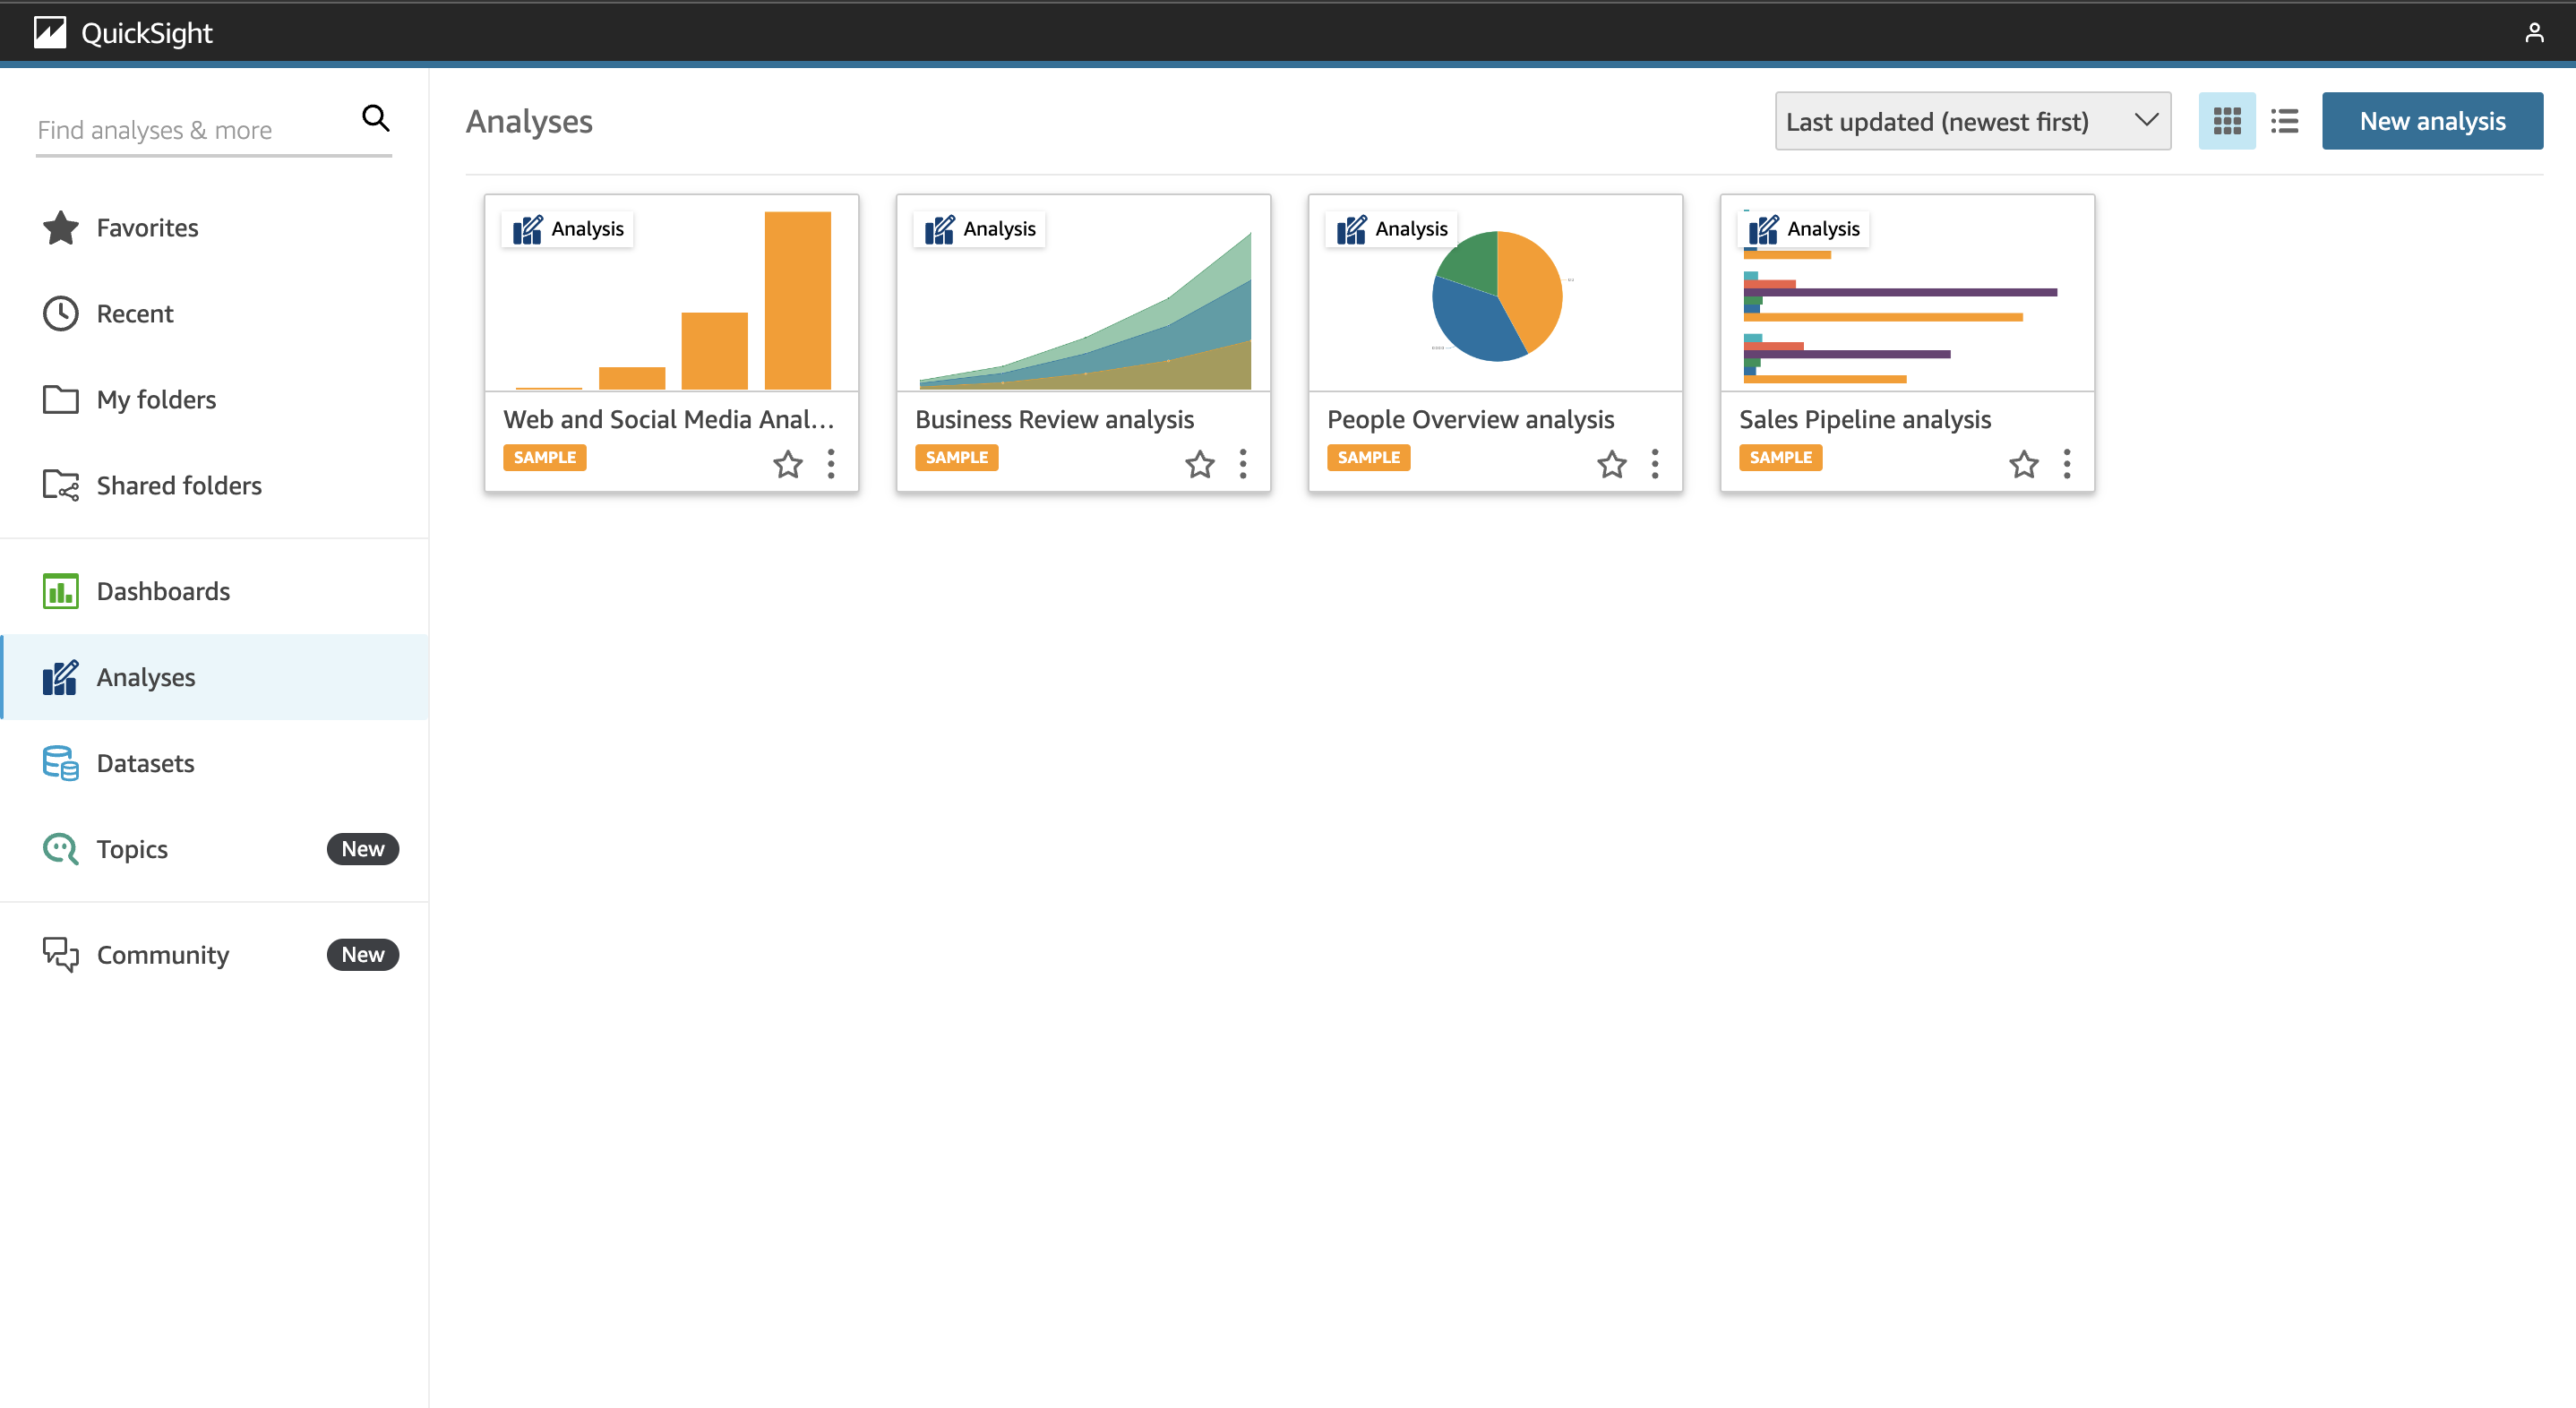 QuickSight
Find analyses & more
Favorites
Recent
My folders
Shared folders
Dashboards
Analyses
Datasets
Topics New
Community New
Analyses
Last updated (newest first)
New analysis
Analysis
Web and Social Media Anal...
SAMPLE
Analysis
Business Review analysis
SAMPLE
Analysis
People Overview analysis
SAMPLE
Analysis
Sales Pipeline analysis
SAMPLE